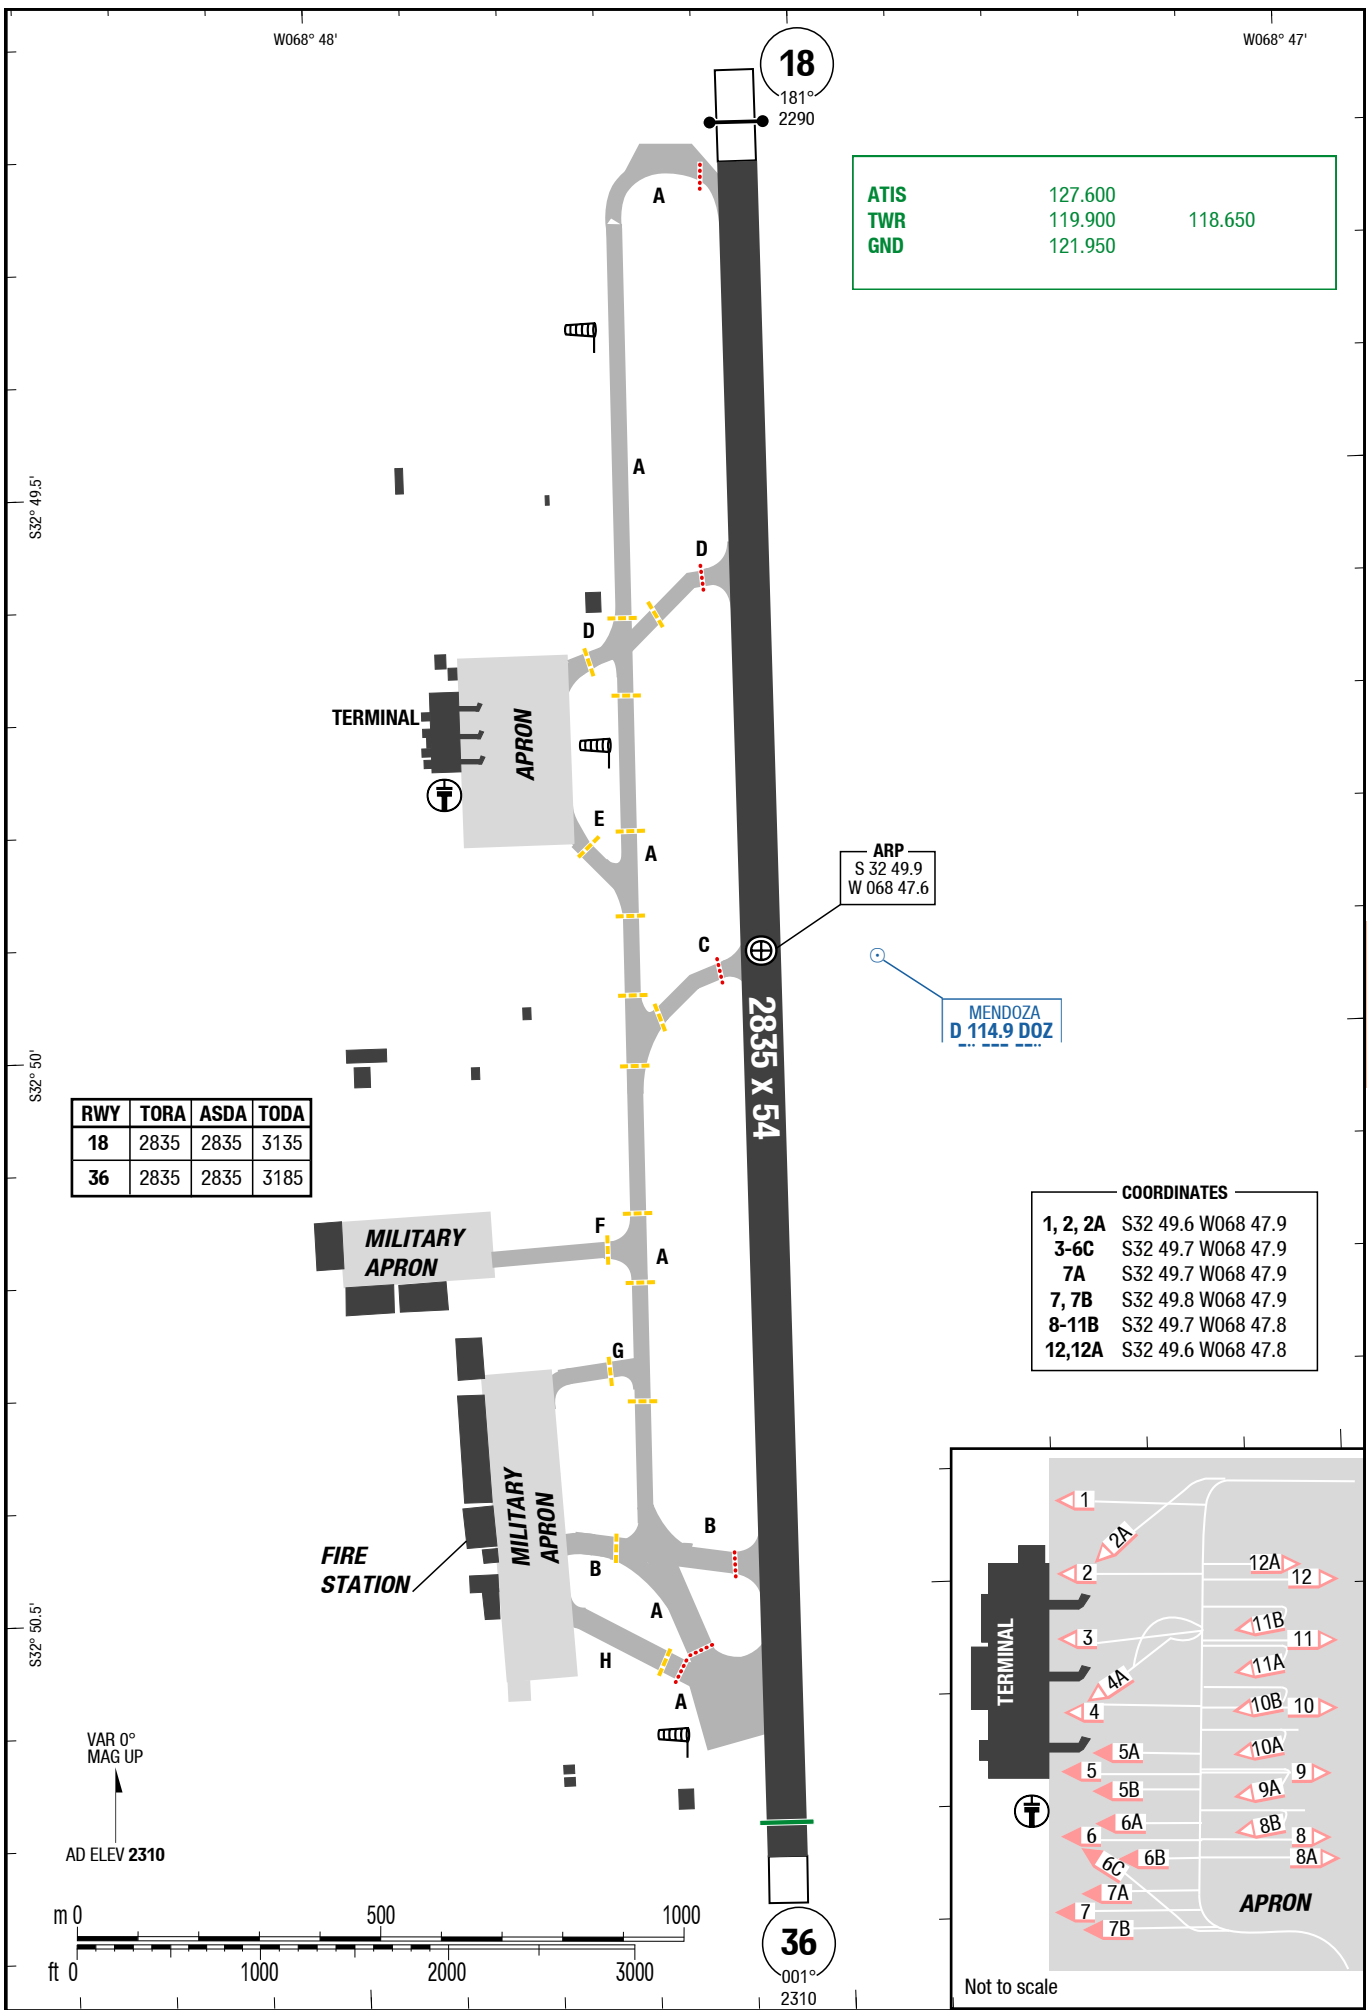 W068° 48'
W068° 47'
18
181°
2290
ATIS 127.600
TWR 119.900 118.650
GND 121.950
A
A
S32° 49.5'
D
D
TERMINAL
APRON
E
A
ARP
S 32 49.9
W 068 47.6
C
MENDOZA
D 114.9 DOZ
2835 x 54
S32° 50'
RWY TORA ASDA TODA
18 2835 2835 3135
36 2835 2835 3185
COORDINATES
1, 2, 2A S32 49.6 W068 47.9
3-6C S32 49.7 W068 47.9
7A S32 49.7 W068 47.9
7, 7B S32 49.8 W068 47.9
8-11B S32 49.7 W068 47.8
12,12A S32 49.6 W068 47.8
MILITARY
APRON
F
A
G
MILITARY
APRON
B
B
FIRE
STATION
A
H
A
S32° 50.5'
VAR 0°
MAG UP
AD ELEV 2310
m 0 500 1000
ft 0 1000 2000 3000
36
001°
2310
TERMINAL
1
2A
2
12A
12
11B
3
11
11A
4A
10B
10
4
5A
10A
5
9
5B
9A
6A
8B
6
8
6B
8A
6C
7A
7
7B
APRON
Not to scale